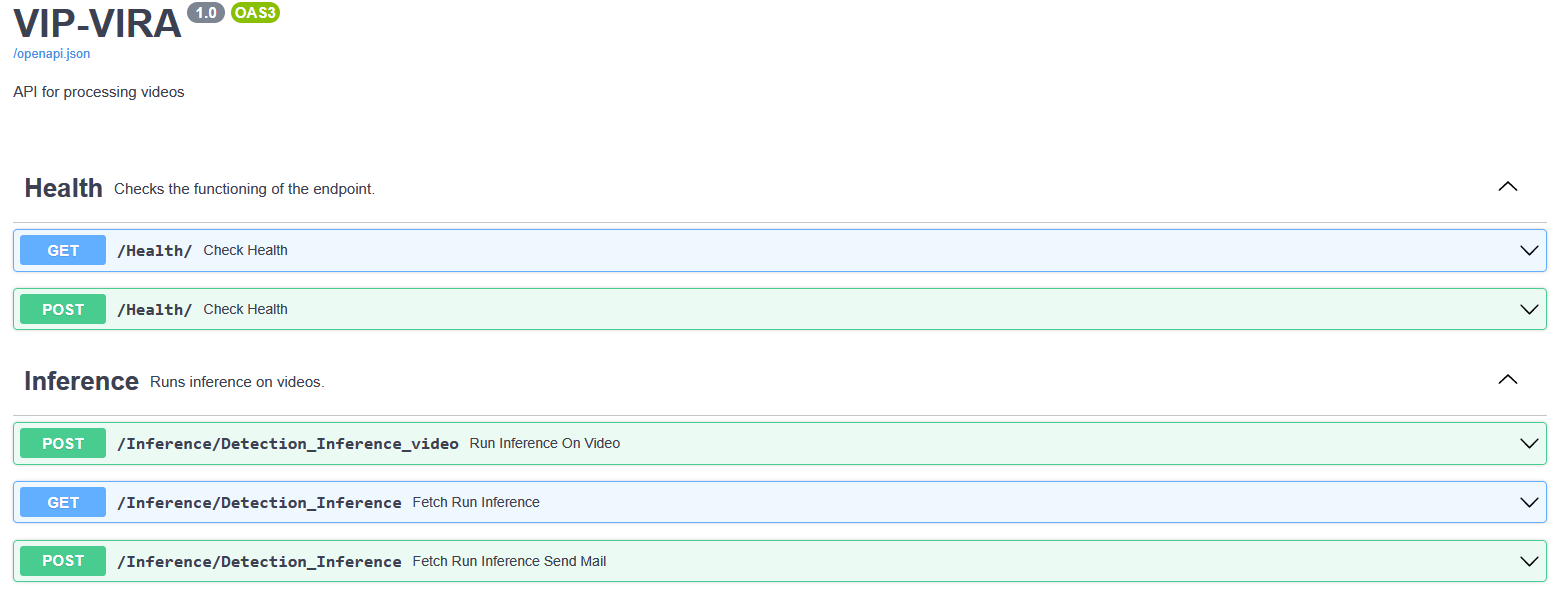 VIP-VIRA 1.0 OAS3
/openapi.json
API for processing videos
Health Checks the functioning of the endpoint.
GET /Health/ Check Health
POST /Health/ Check Health
Inference Runs inference on videos.
POST /Inference/Detection_Inference_video Run Inference On Video
GET /Inference/Detection_Inference Fetch Run Inference
POST /Inference/Detection_Inference Fetch Run Inference Send Mail